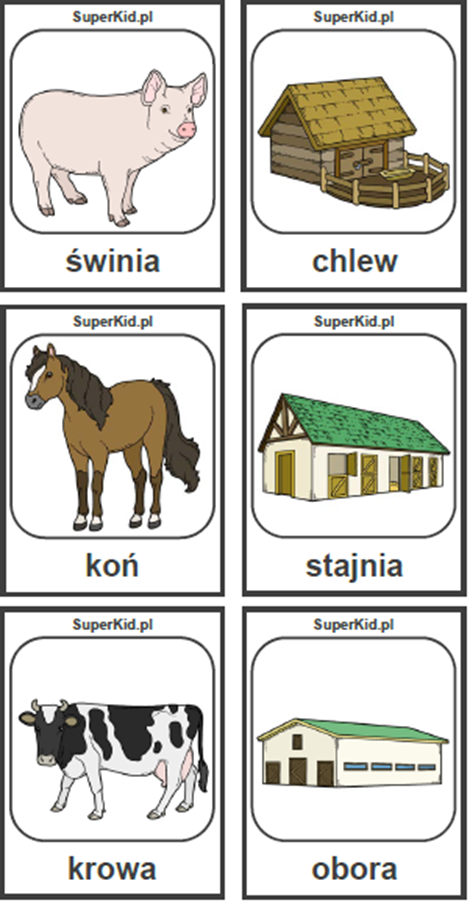 SuperKid.pl
SuperKid.pl
świnia
chlew
SuperKid.pl
SuperKid.pl
koń
stajnia
SuperKid.pl
SuperKid.pl
krowa
obora